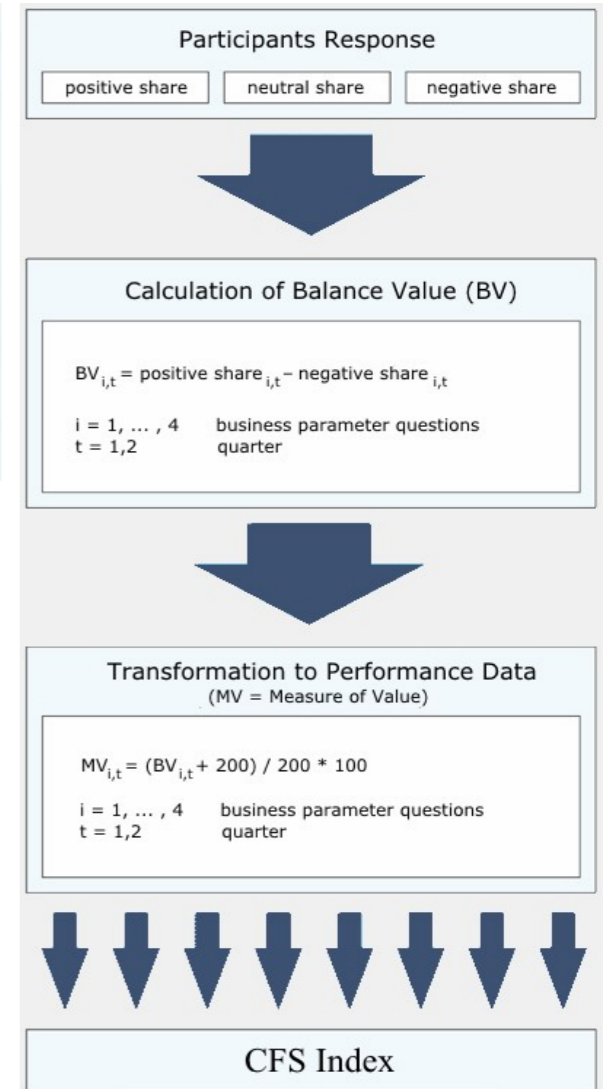 Participants Response
positive share neutral share negative share
Calculation of Balance Value (BV)
BV i,t = positive share i,t – negative share i,t
i = 1, ... , 4 business parameter questions
t = 1,2 quarter
Transformation to Performance Data
(MV = Measure of Value)
MV i,t = (BV i,t + 200) / 200 * 100
i = 1, ... , 4 business parameter questions
t = 1,2 quarter
CFS Index